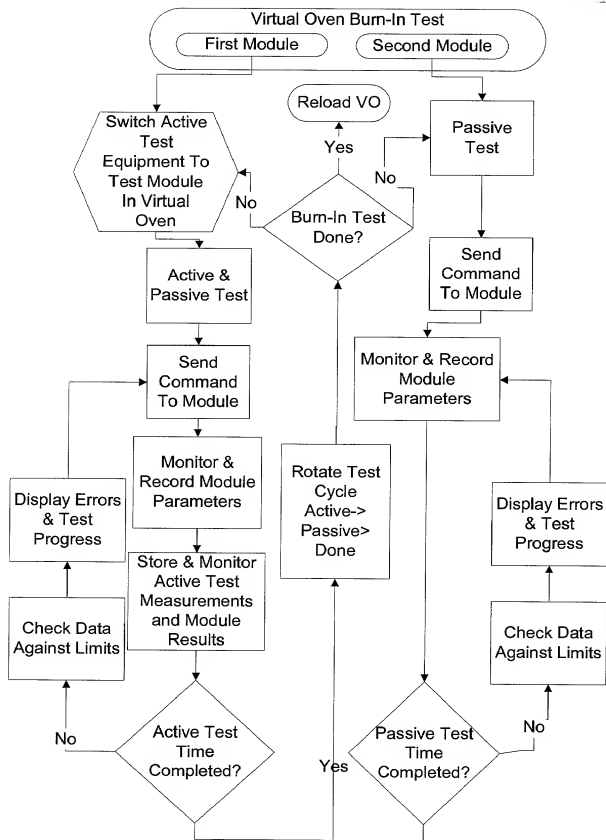 Virtual Oven Burn-In Test
First Module
Second Module
Switch Active
Test
Equipment To
Test Module
In Virtual
Oven
Reload VO
Passive
Test
Yes
No
No
Burn-In Test
Done?
Active &
Passive Test
Send
Command
To Module
Send
Command
To Module
Monitor & Record
Module
Parameters
Monitor &
Record Module
Parameters
Rotate Test
Cycle
Active->
Passive>
Done
Display Errors
& Test
Progress
Display Errors
& Test
Progress
Store & Monitor
Active Test
Measurements
and Module
Results
Check Data
Against Limits
Check Data
Against Limits
No
Active Test
Time
Completed?
Yes
Passive Test
Time
Completed?
No